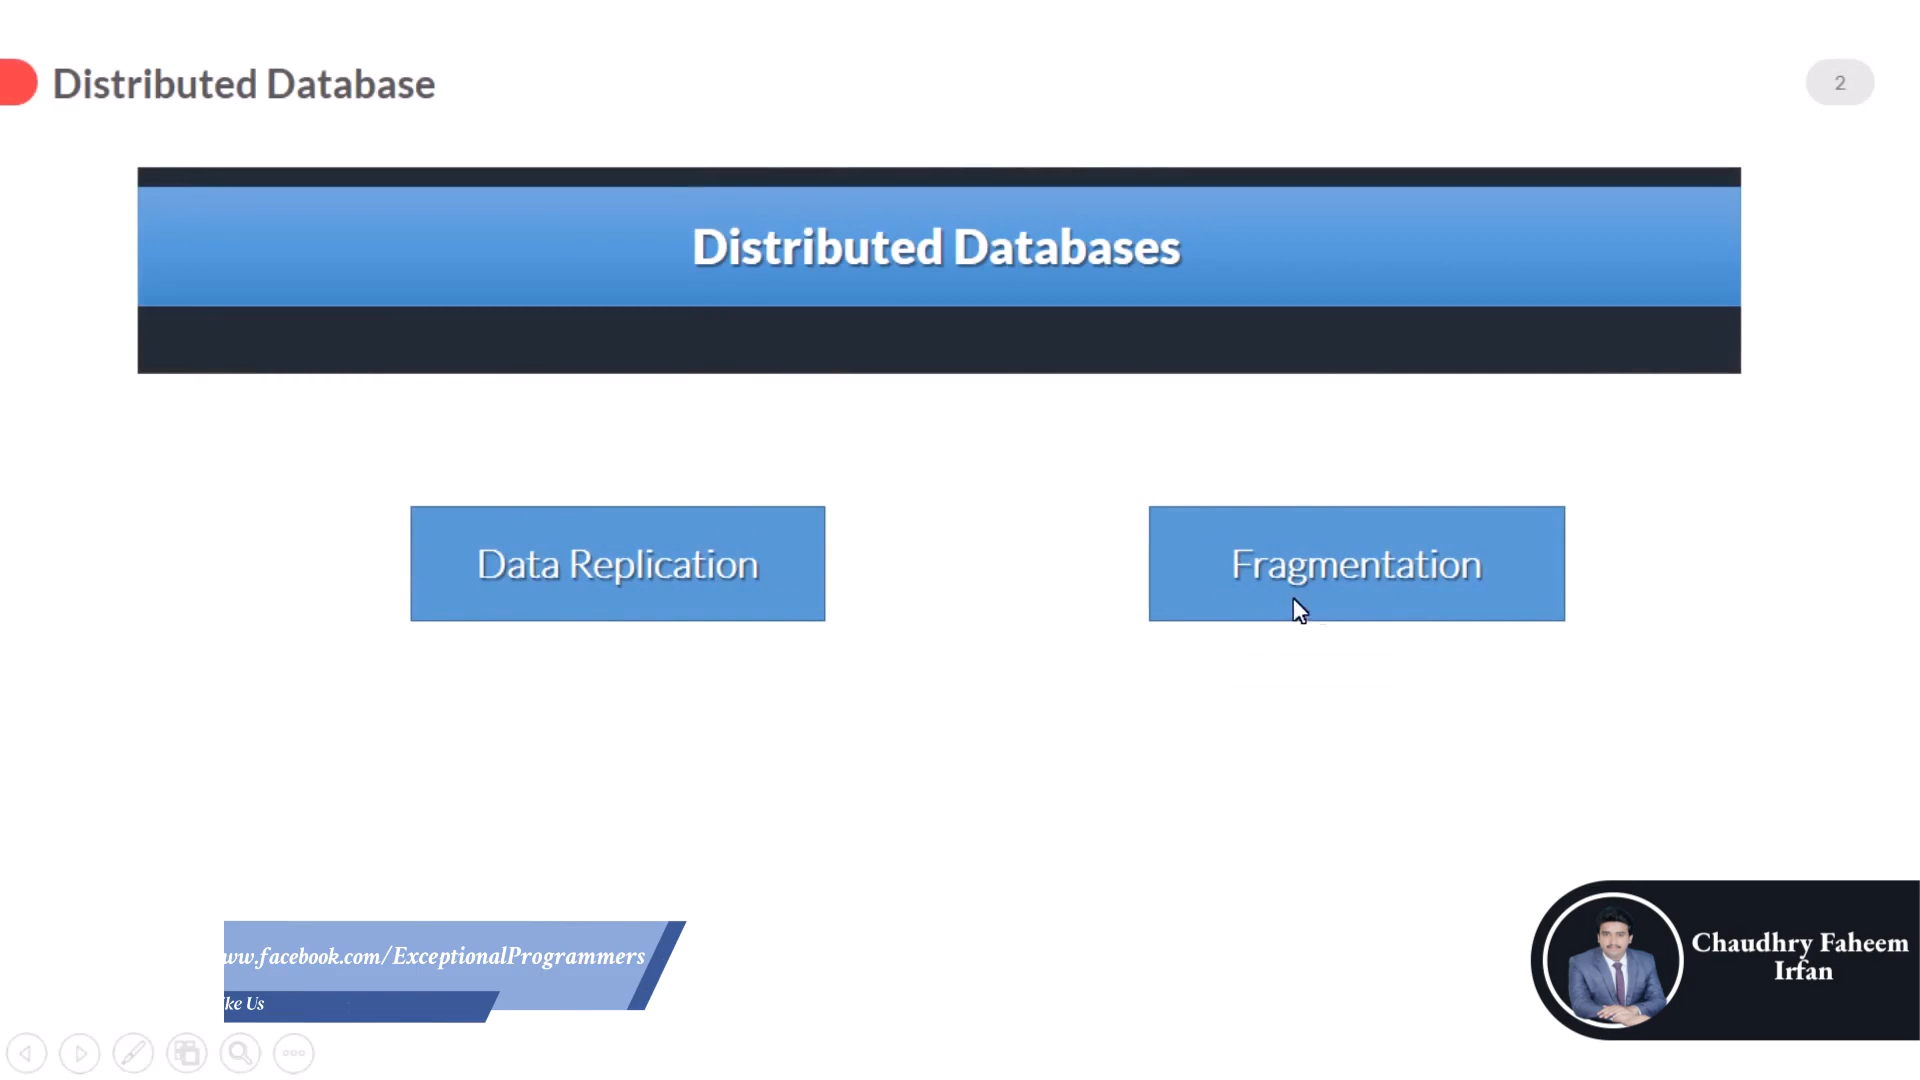 Distributed Database
2
Distributed Databases
Data Replication
Fragmentation
ww.facebook.com/ExceptionalProgrammers
ke Us
Chaudhry Faheem
Irfan